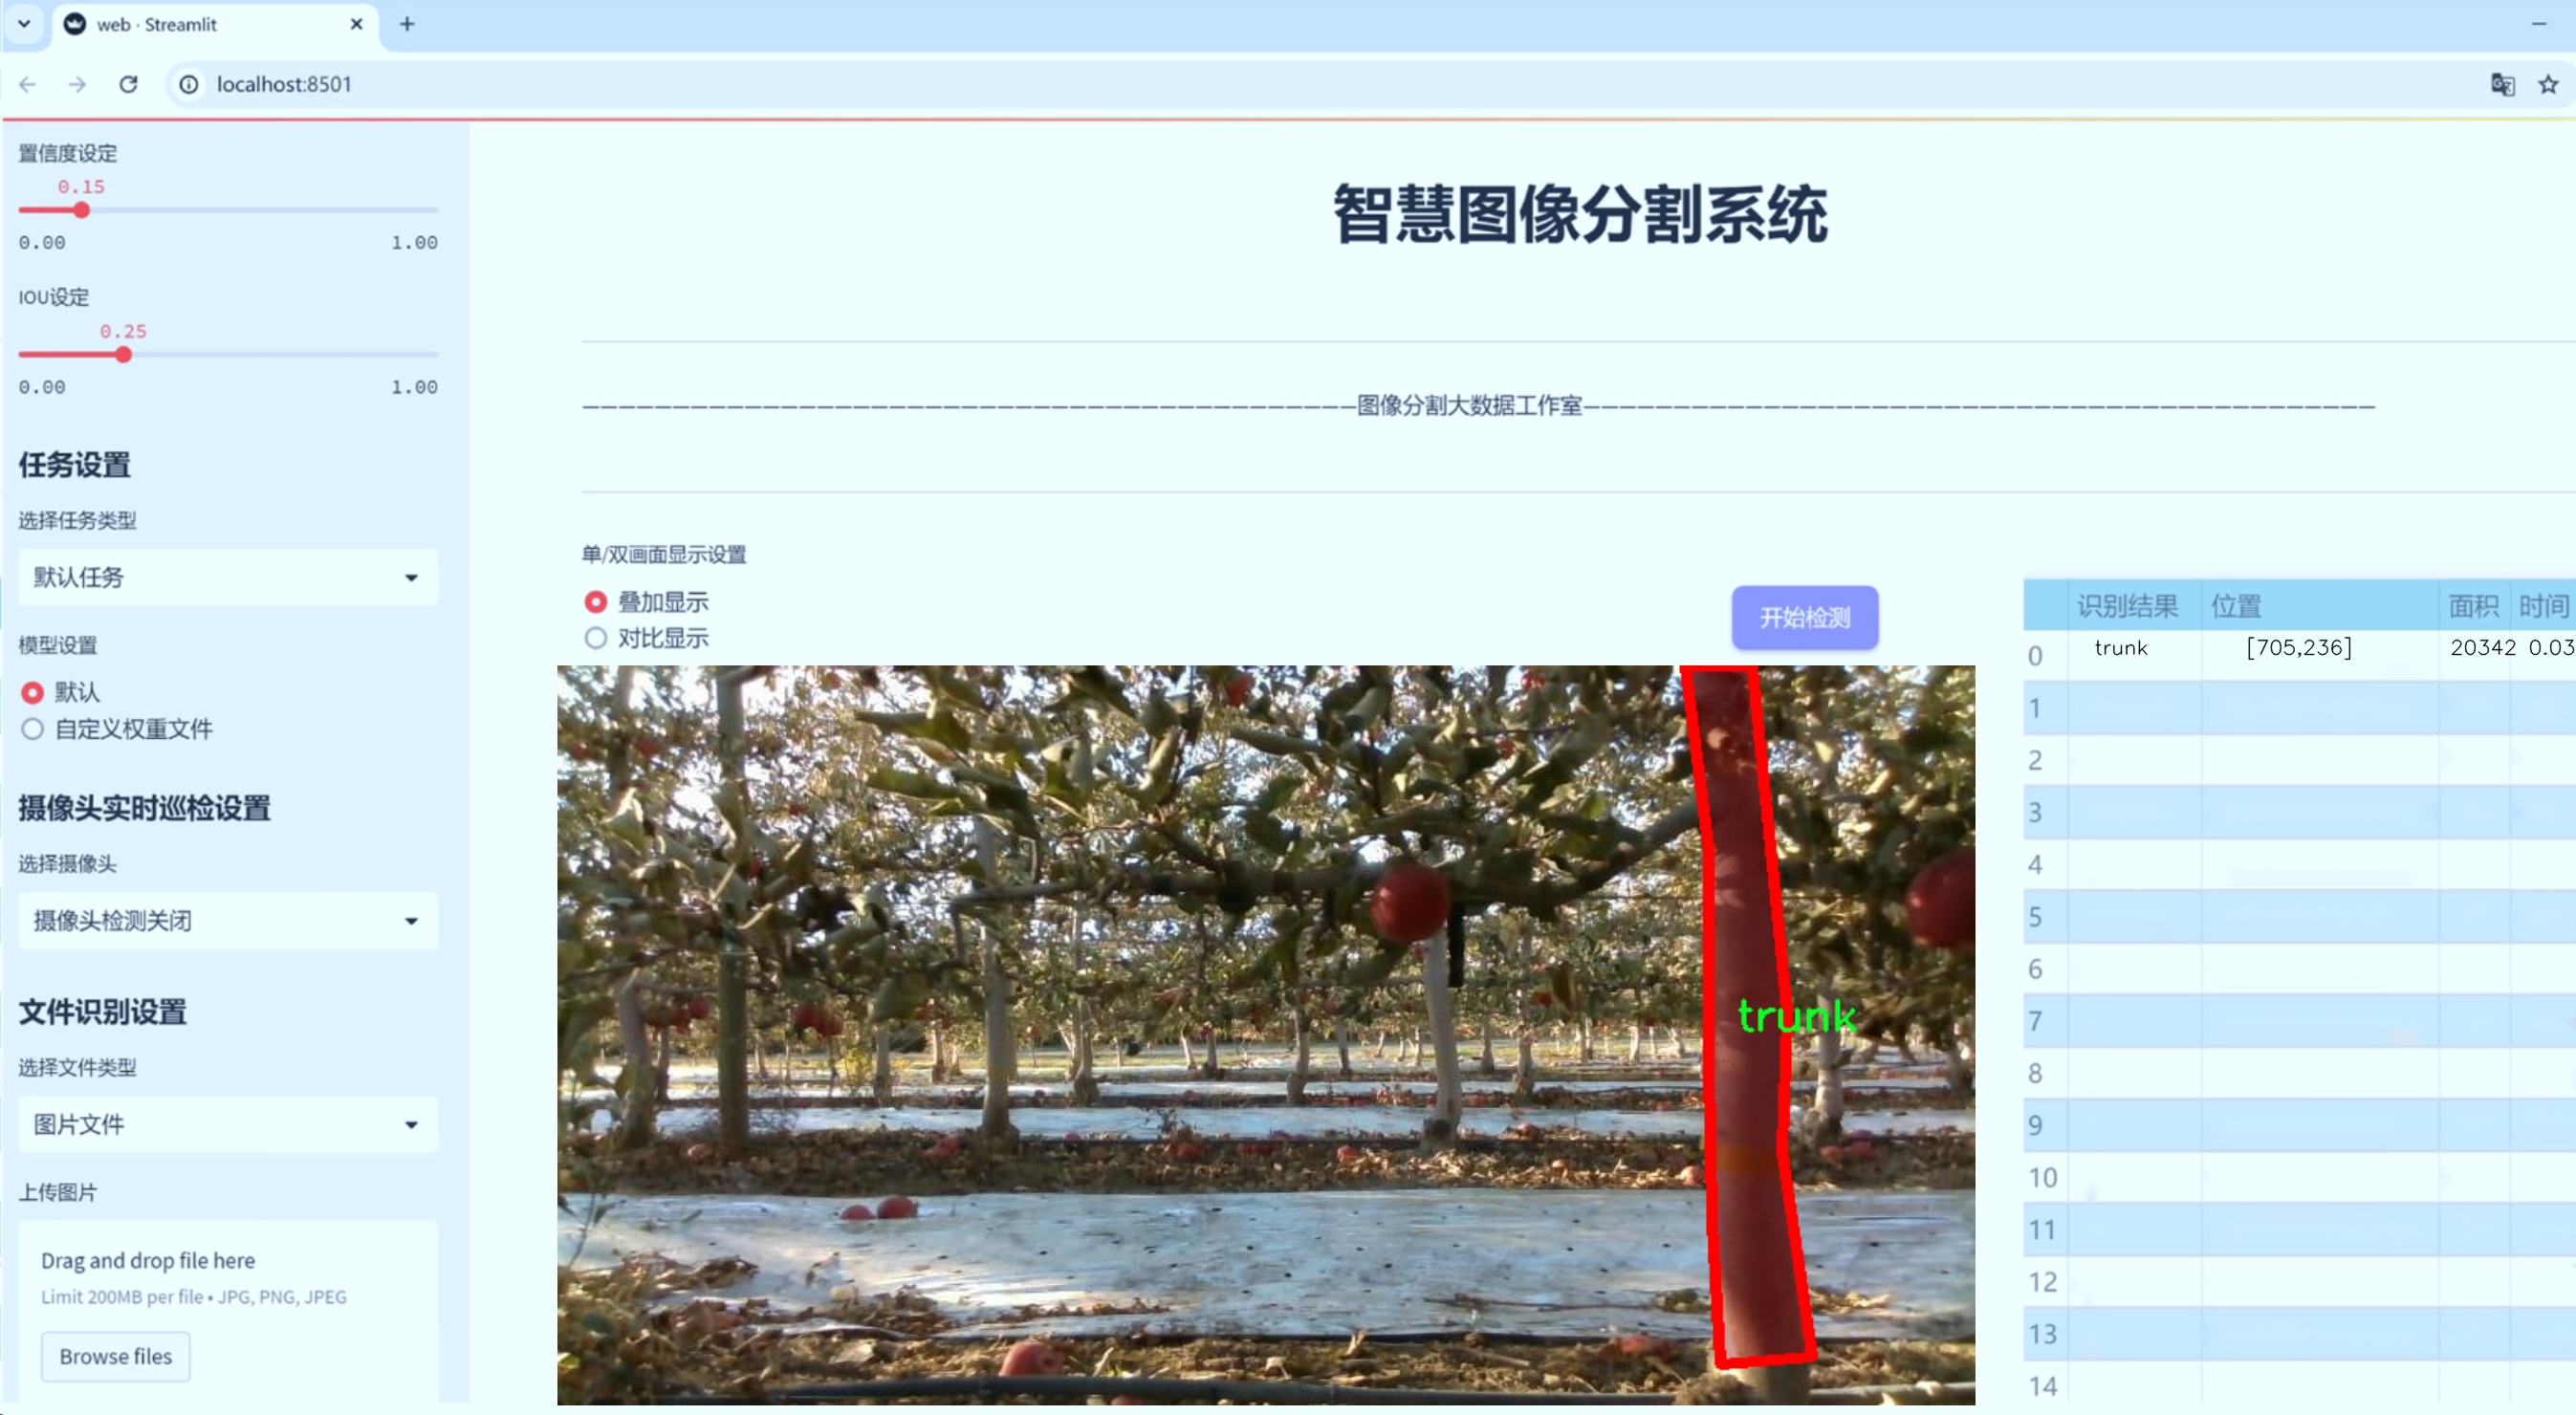 web · Streamlit
localhost:8501
置信度设定
0.15
0.00 1.00
IOU设定
0.25
0.00 1.00
任务设置
选择任务类型
默认任务
模型设置
默认
自定义权重文件
摄像头实时巡检设置
选择摄像头
摄像头检测关闭
文件识别设置
选择文件类型
图片文件
上传图片
Drag and drop file here
Limit 200MB per file • JPG, PNG, JPEG
Browse files
智慧图像分割系统
———————————————————————————————————————————图像分割大数据工作室————————————————————————————————————————————
单/双画面显示设置
叠加显示
对比显示
开始检测
trunk
识别结果 位置 面积 时间
0 trunk [705,236] 20342 0.03
1
2
3
4
5
6
7
8
9
10
11
12
13
14